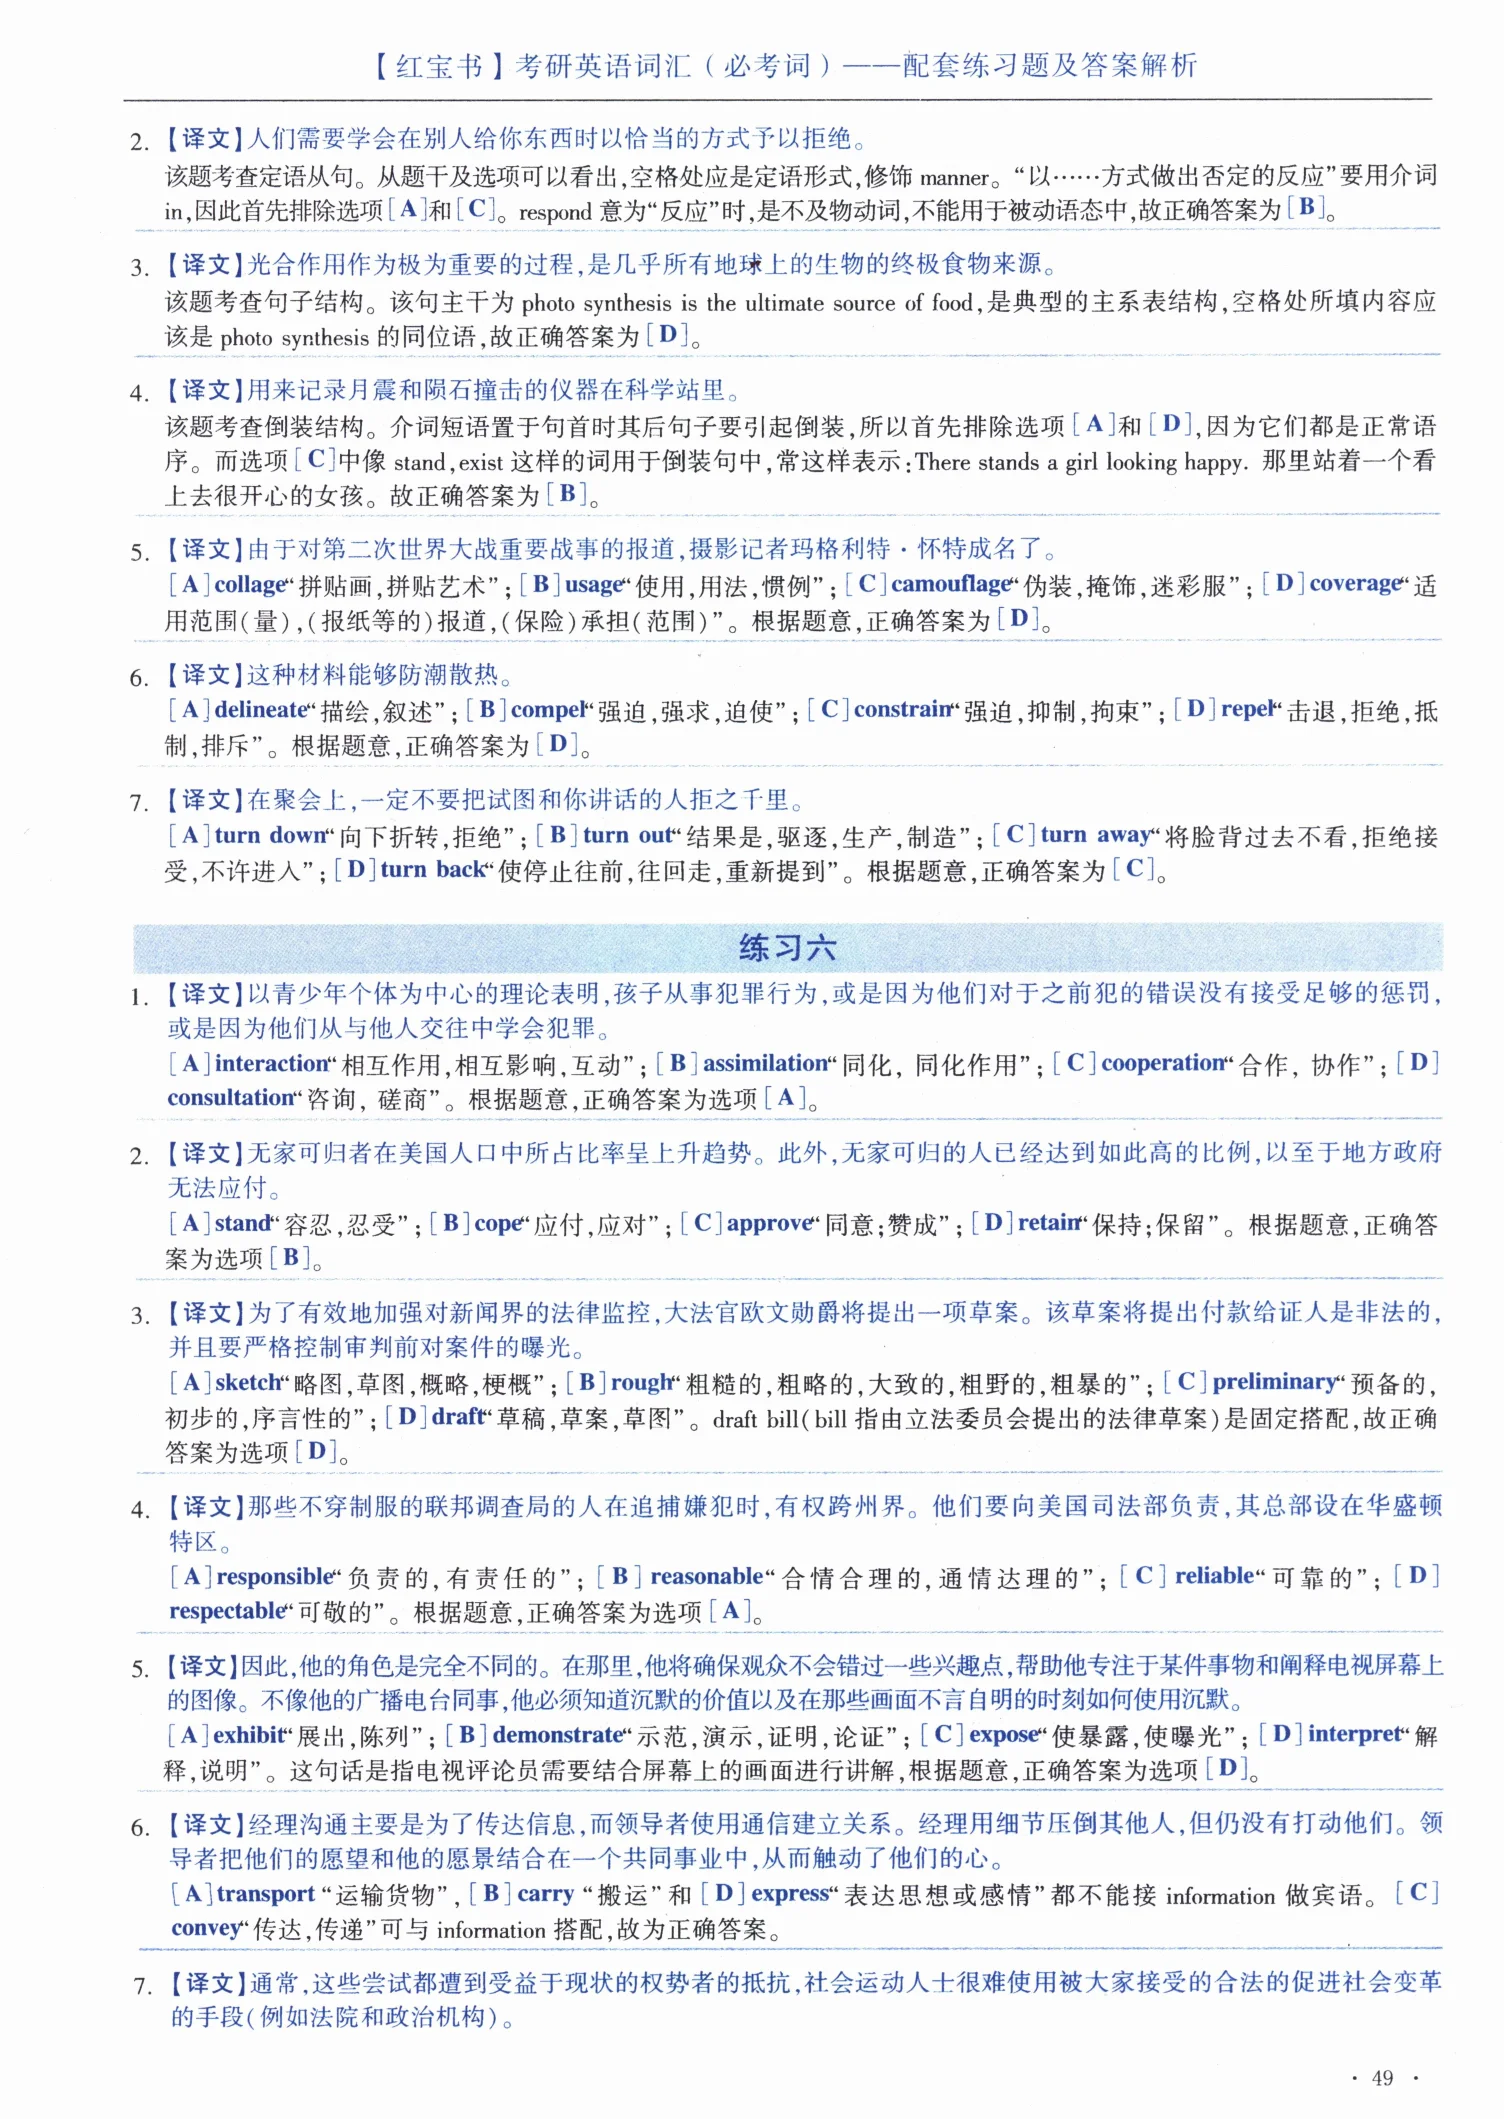 【红宝书】考研英语词汇(必考词)——配套练习题及答案解析
2. 【译文】人们需要学会在别人给你东西时以恰当的方式予以拒绝。
该题考查定语从句。从题干及选项可以看出,空格处应是定语形式,修饰 manner。“以……方式做出否定的反应”要用介词
in,因此首先排除选项[A]和[C]。respond 意为“反应”时,是不及物动词,不能用于被动语态中,故正确答案为[B]。
3. 【译文】光合作用作为极为重要的过程,是几乎所有地球上的生物的终极食物来源。
该题考查句子结构。该句主干为 photo synthesis is the ultimate source of food,是典型的主系表结构,空格处所填内容应
该是 photo synthesis 的同位语,故正确答案为[D]。
4. 【译文】用来记录月震和陨石撞击的仪器在科学站里。
该题考查倒装结构。介词短语置于句首时其后句子要引起倒装,所以首先排除选项[A]和[D],因为它们都是正常语
序。而选项[C]中像 stand,exist 这样的词用于倒装句中,常这样表示:There stands a girl looking happy. 那里站着一个看
上去很开心的女孩。故正确答案为[B]。
5. 【译文】由于对第二次世界大战重要战事的报道,摄影记者玛格利特·怀特成名了。
[A]collage“拼贴画,拼贴艺术”;[B]usage“使用,用法,惯例”;[C]camouflage“伪装,掩饰,迷彩服”;[D]coverage“适
用范围(量),(报纸等的)报道,(保险)承担(范围)”。根据题意,正确答案为[D]。
6. 【译文】这种材料能够防潮散热。
[A]delineate“描绘,叙述”;[B]compel“强迫,强求,迫使”;[C]constrain“强迫,抑制,拘束”;[D]repel“击退,拒绝,抵
制,排斥”。根据题意,正确答案为[D]。
7. 【译文】在聚会上,一定不要把试图和你讲话的人拒之千里。
[A]turn down“向下折转,拒绝”;[B]turn out“结果是,驱逐,生产,制造”;[C]turn away“将脸背过去不看,拒绝接
受,不许进入”;[D]turn back“使停止往前,往回走,重新提到”。根据题意,正确答案为[C]。
练习六
1. 【译文】以青少年个体为中心的理论表明,孩子从事犯罪行为,或是因为他们对于之前犯的错误没有接受足够的惩罚,
或是因为他们从与他人交往中学会犯罪。
[A]interaction“相互作用,相互影响,互动”;[B]assimilation“同化, 同化作用”;[C]cooperation“合作, 协作”;[D]
consultation“咨询, 磋商”。根据题意,正确答案为选项[A]。
2. 【译文】无家可归者在美国人口中所占比率呈上升趋势。此外,无家可归的人已经达到如此高的比例,以至于地方政府
无法应付。
[A]stand“容忍,忍受”;[B]cope“应付,应对”;[C]approve“同意;赞成”;[D]retain“保持;保留”。根据题意,正确答
案为选项[B]。
3. 【译文】为了有效地加强对新闻界的法律监控,大法官欧文勋爵将提出一项草案。该草案将提出付款给证人是非法的,
并且要严格控制审判前对案件的曝光。
[A]sketch“略图,草图,概略,梗概”;[B]rough“粗糙的,粗略的,大致的,粗野的,粗暴的”;[C]preliminary“预备的,
初步的,序言性的”;[D]draft“草稿,草案,草图”。draft bill(bill 指由立法委员会提出的法律草案)是固定搭配,故正确
答案为选项[D]。
4. 【译文】那些不穿制服的联邦调查局的人在追捕嫌犯时,有权跨州界。他们要向美国司法部负责,其总部设在华盛顿
特区。
[A]responsible“负责的,有责任的”;[B] reasonable“合情合理的,通情达理的”;[C] reliable“可靠的”;[D]
respectable“可敬的”。根据题意,正确答案为选项[A]。
5. 【译文】因此,他的角色是完全不同的。在那里,他将确保观众不会错过一些兴趣点,帮助他专注于某件事物和阐释电视屏幕上
的图像。不像他的广播电台同事,他必须知道沉默的价值以及在那些画面不言自明的时刻如何使用沉默。
[A]exhibit“展出,陈列”;[B]demonstrate“示范,演示,证明,论证”;[C]expose“使暴露,使曝光”;[D]interpret“解
释,说明”。这句话是指电视评论员需要结合屏幕上的画面进行讲解,根据题意,正确答案为选项[D]。
6. 【译文】经理沟通主要是为了传达信息,而领导者使用通信建立关系。经理用细节压倒其他人,但仍没有打动他们。领
导者把他们的愿望和他的愿景结合在一个共同事业中,从而触动了他们的心。
[A]transport “运输货物”,[B]carry “搬运”和[D]express“表达思想或感情”都不能接 information 做宾语。[C]
convey“传达,传递”可与 information 搭配,故为正确答案。
7. 【译文】通常,这些尝试都遭到受益于现状的权势者的抵抗,社会运动人士很难使用被大家接受的合法的促进社会变革
的手段(例如法院和政治机构)。
· 49 ·